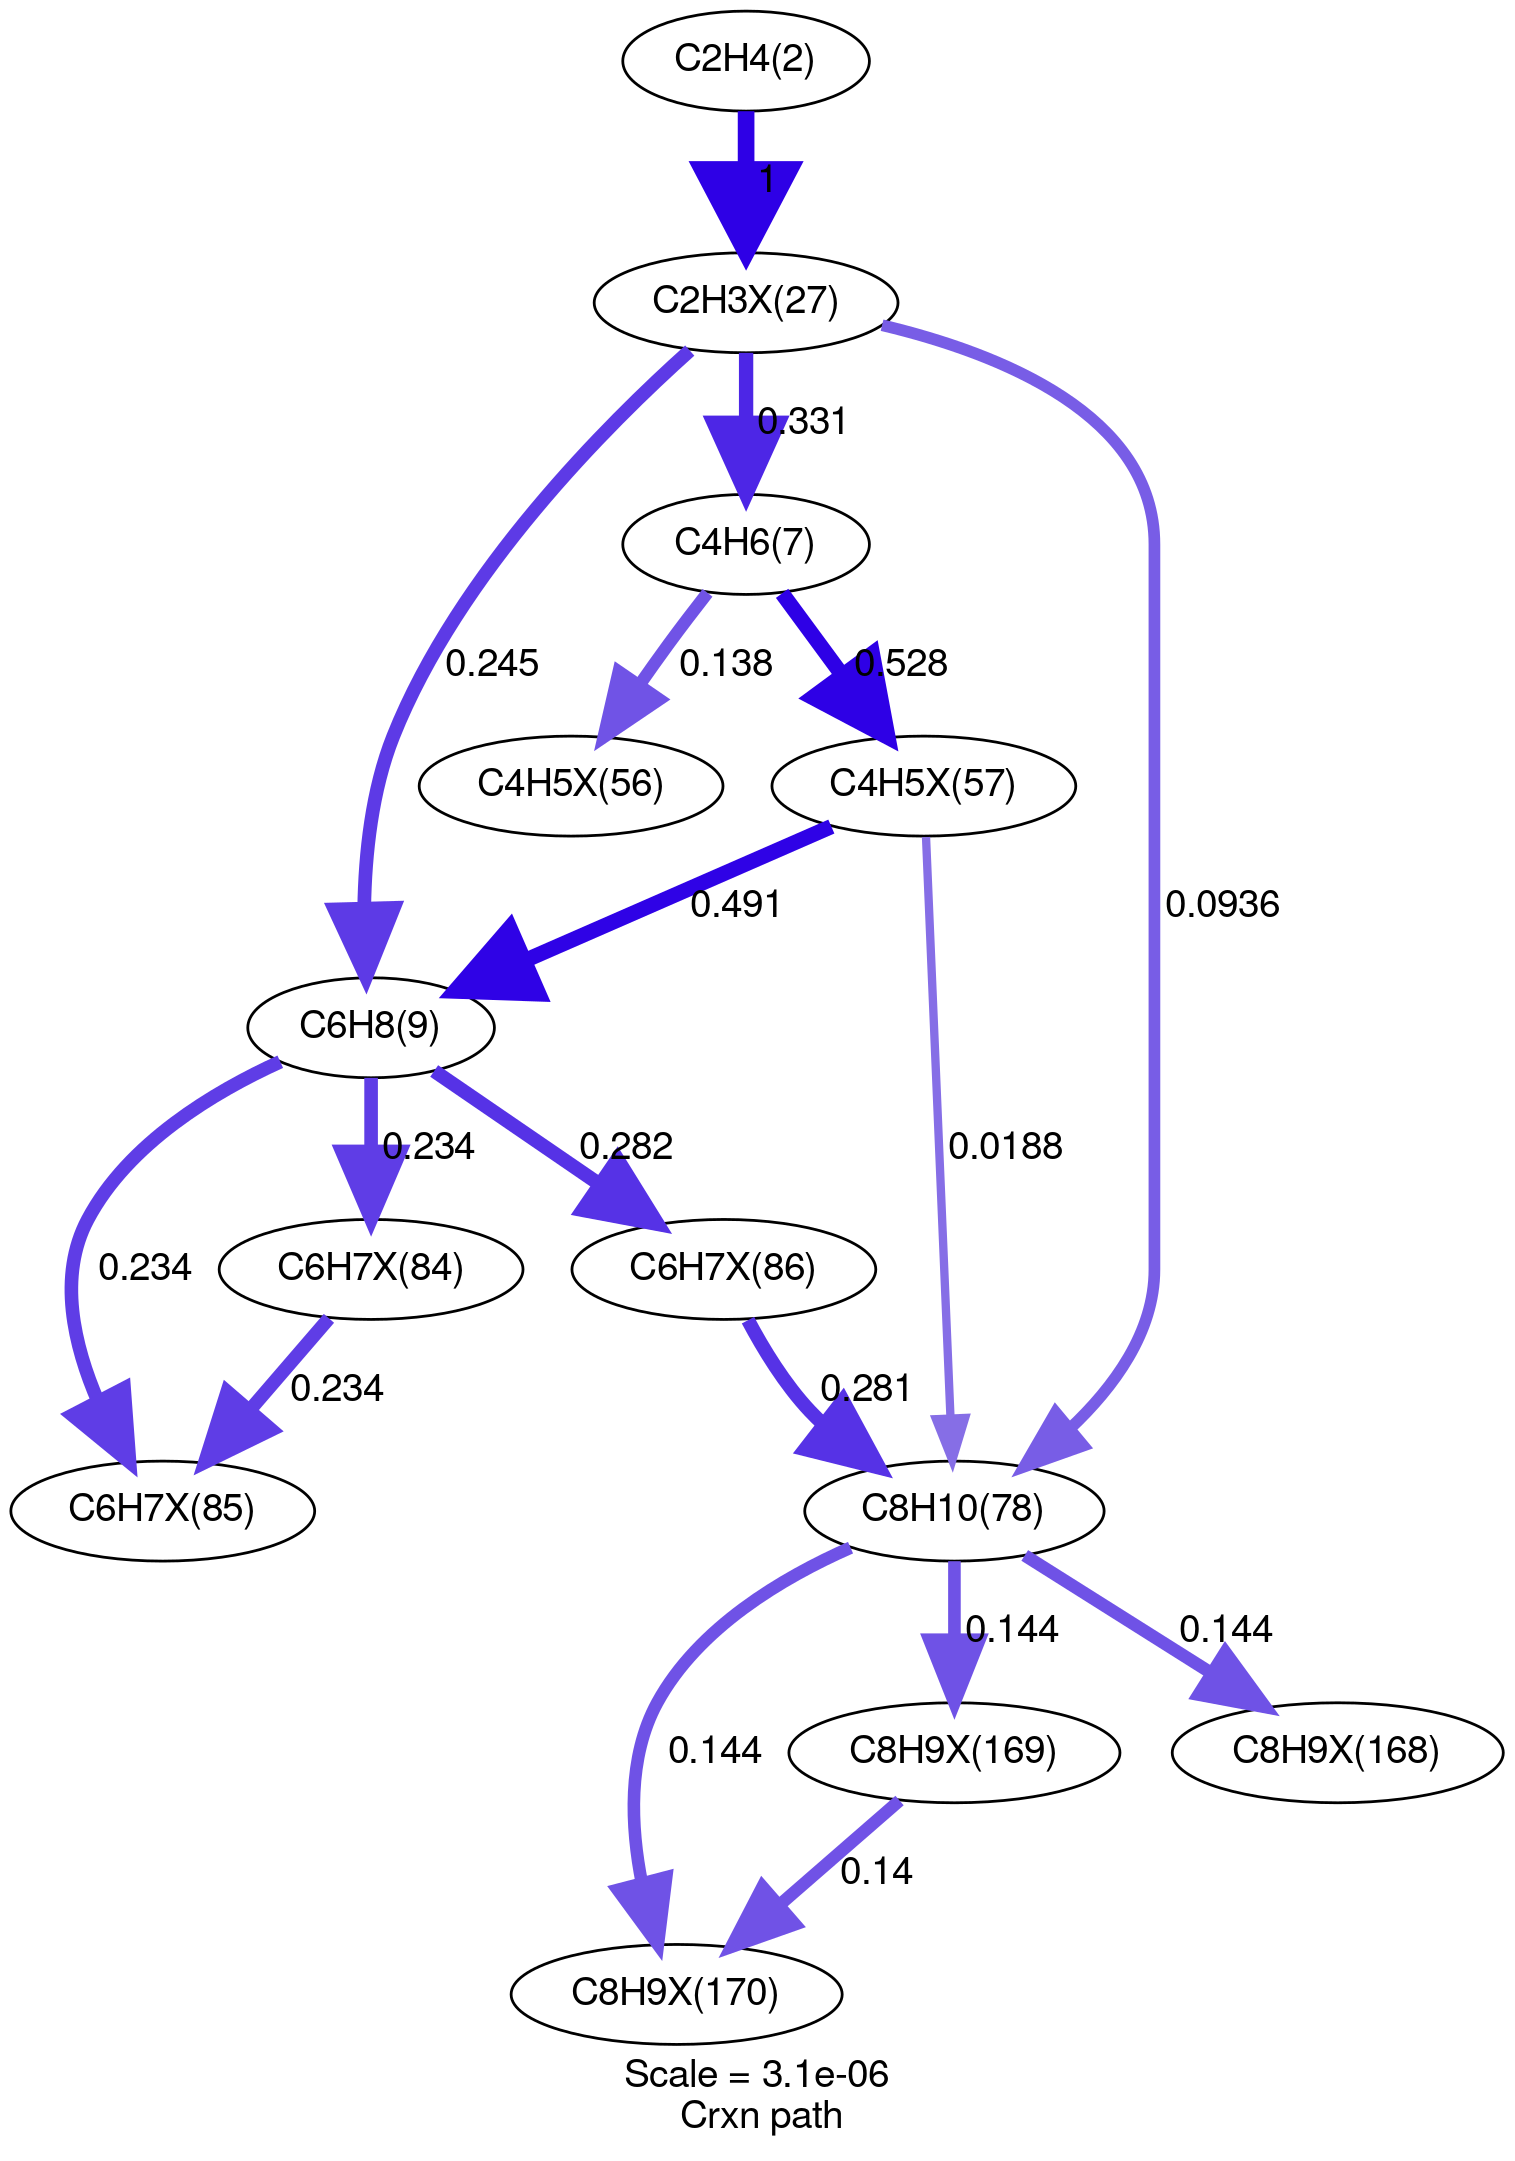 C2H4(2)
1
C2H3X(27)
0.331
C4H6(7)
0.245
0.138
0.528
C4H5X(56)
C4H5X(57)
0.491
0.0936
C6H8(9)
0.234
0.282
0.0188
0.234
C6H7X(84)
C6H7X(86)
0.234
0.281
C6H7X(85)
C8H10(78)
0.144
0.144
0.144
C8H9X(169)
C8H9X(168)
0.14
C8H9X(170)
Scale = 3.1e-06
Crxn path